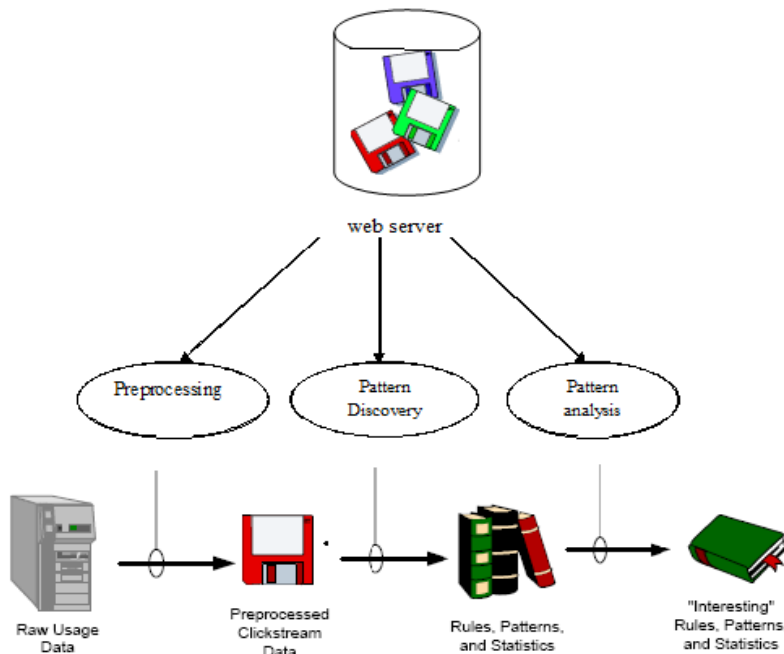 web server
Preprocessing
Pattern
Discovery
Pattern
analysis
Raw Usage
Data
Preprocessed
Clickstream
Data
Rules, Patterns,
and Statistics
"Interesting"
Rules, Patterns,
and Statistics